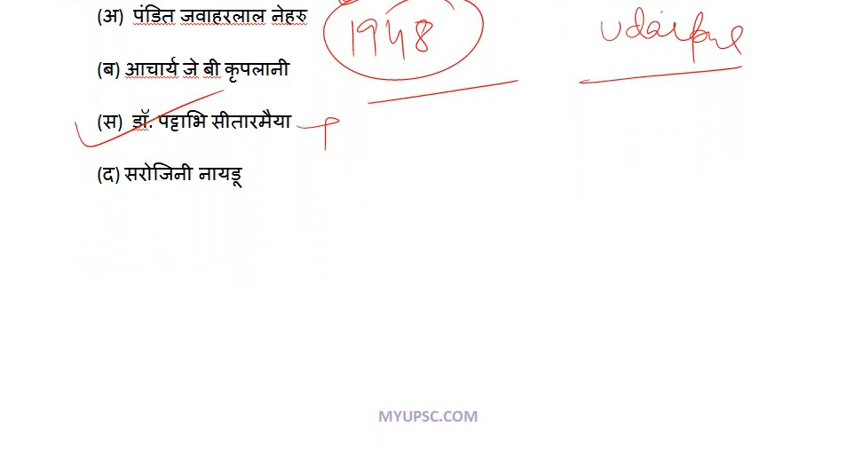 (अ) पंडित जवाहरलाल नेहरु
1948
Udaipur
(ब) आचार्य जे बी कृपलानी
(स) डॉ. पट्टाभि सीतारमैया
(द) सरोजिनी नायडू
MYUPSC.COM